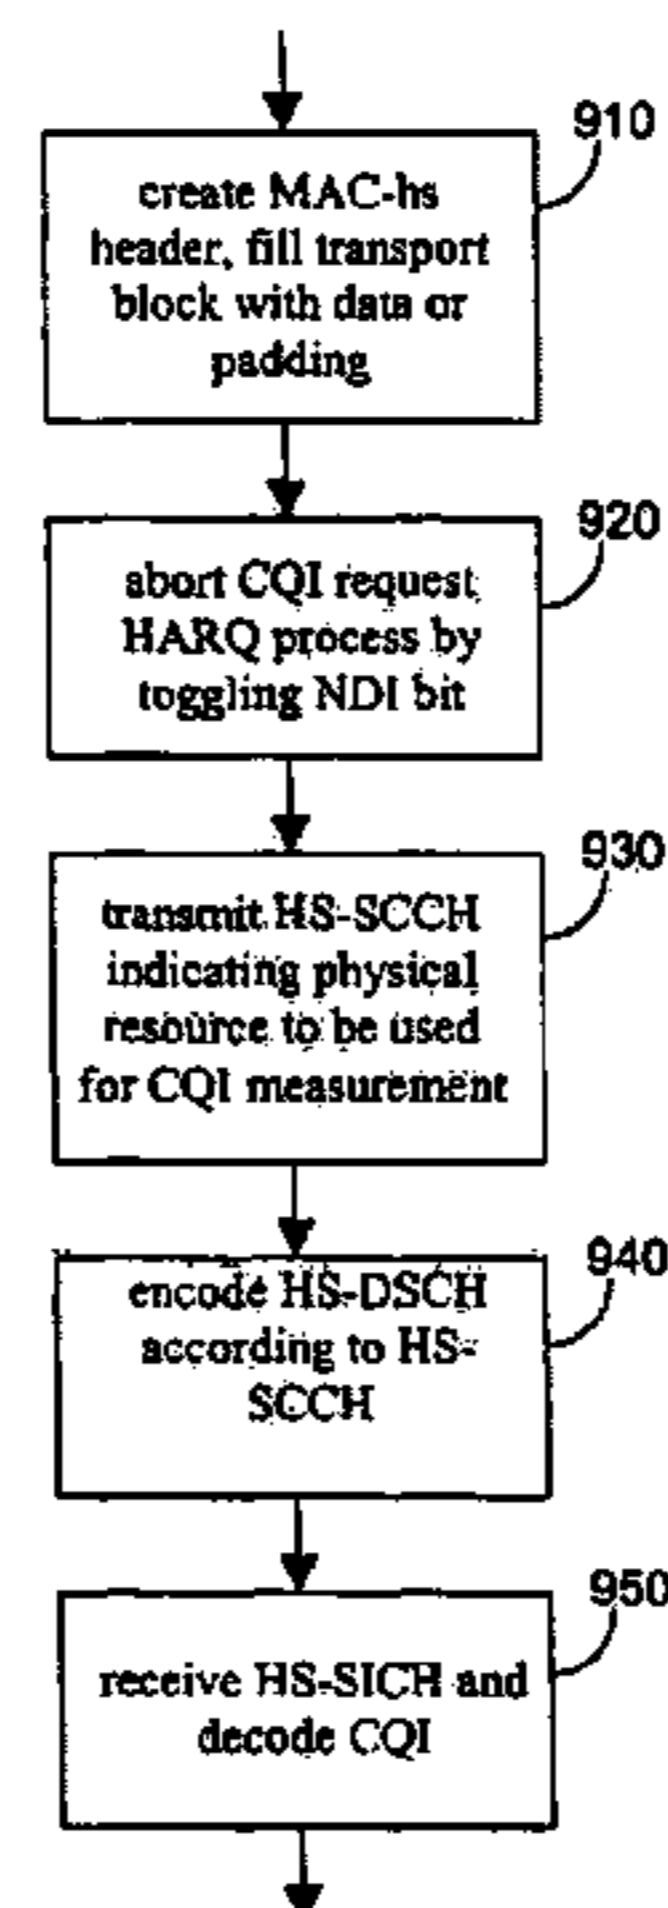 910
create MAC-hs
header, fill transport
block with data or
padding
920
abort CQI request
HARQ process by
toggling NDI bit
930
transmit HS-SCCH
indicating physical
resource to be used
for CQI measurement
940
encode HS-DSCH
according to HS-
SCCH
950
receive HS-SICH and
decode CQI